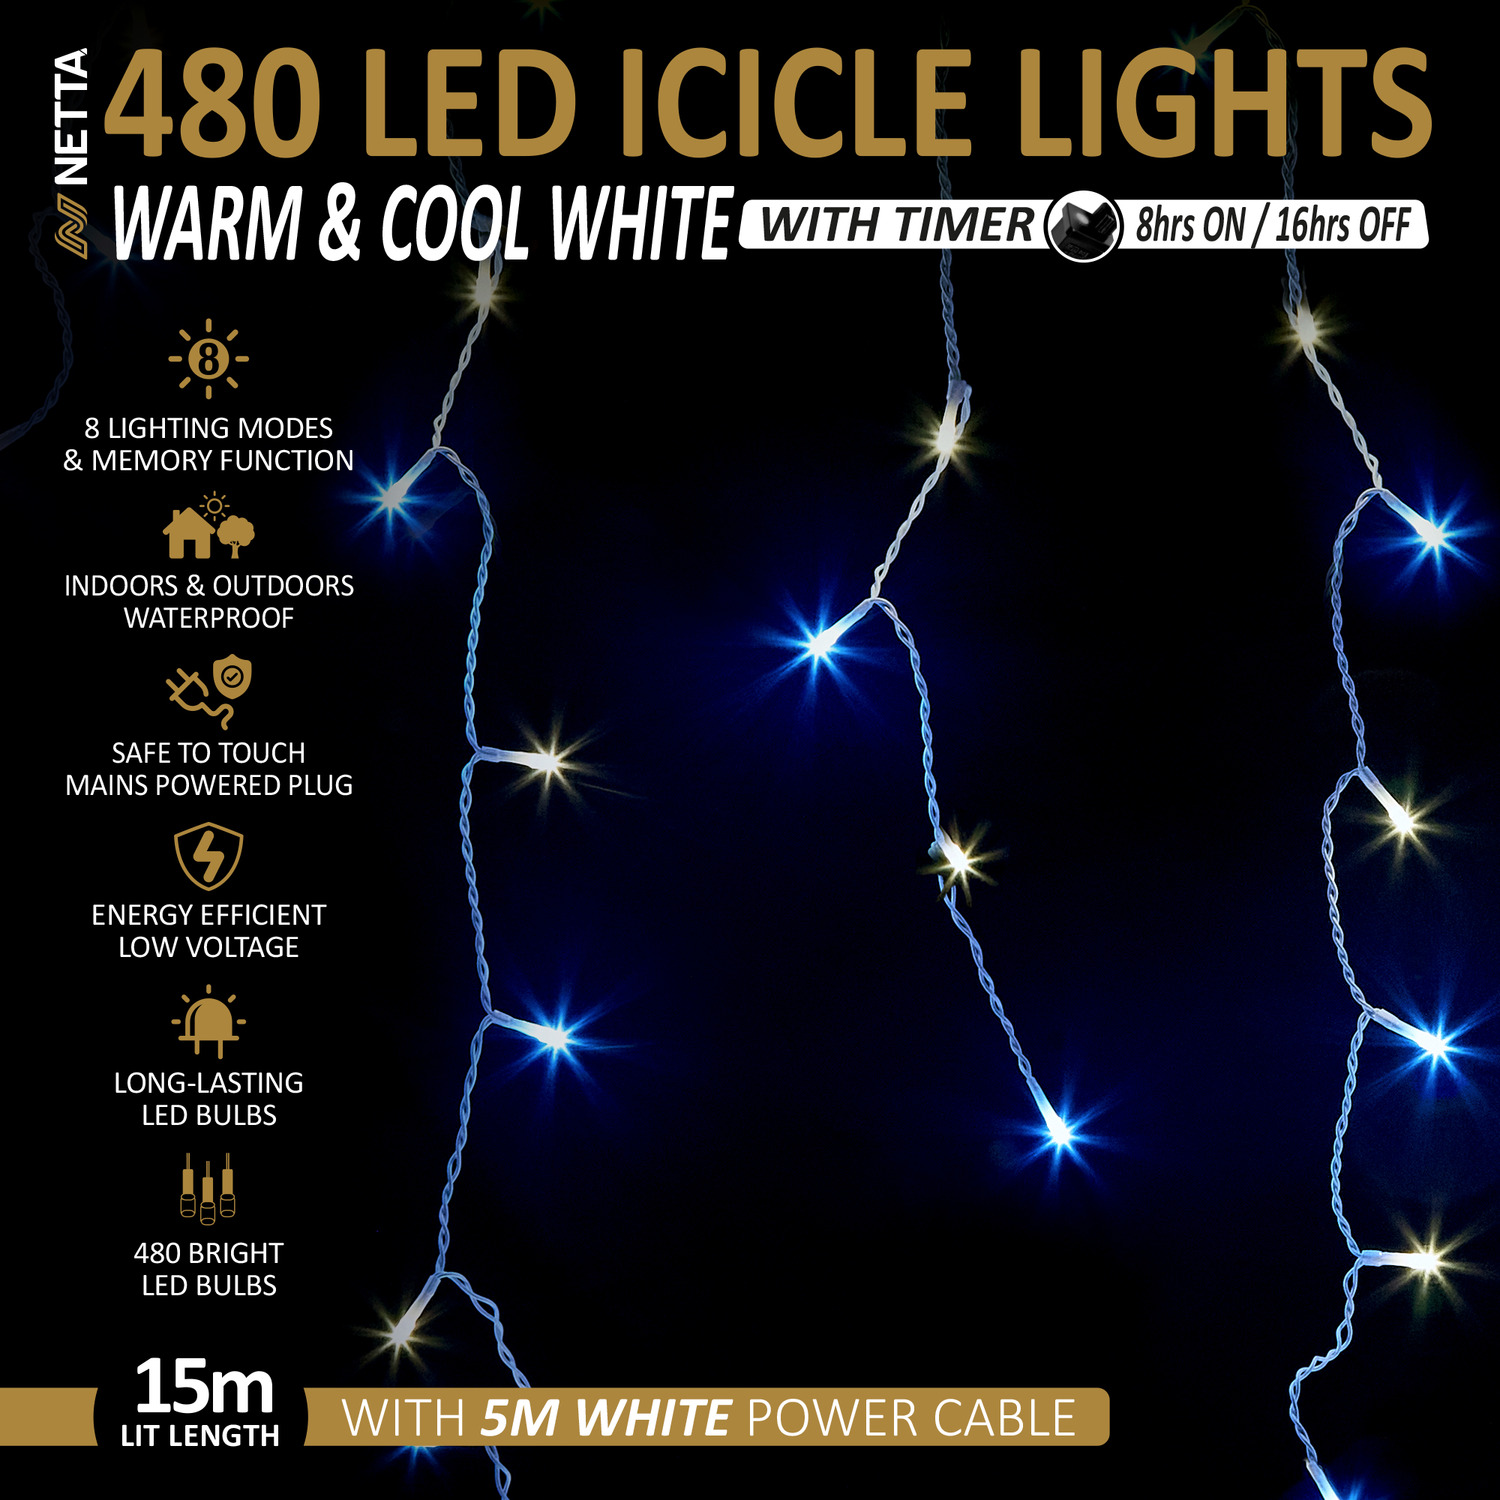 NETTA
480 LED ICICLE LIGHTS
WARM & COOL WHITE
WITH TIMER 8hrs ON / 16hrs OFF
8
8 LIGHTING MODES
& MEMORY FUNCTION
INDOORS & OUTDOORS
WATERPROOF
SAFE TO TOUCH
MAINS POWERED PLUG
ENERGY EFFICIENT
LOW VOLTAGE
LONG-LASTING
LED BULBS
480 BRIGHT
LED BULBS
15m
LIT LENGTH
WITH 5M WHITE POWER CABLE